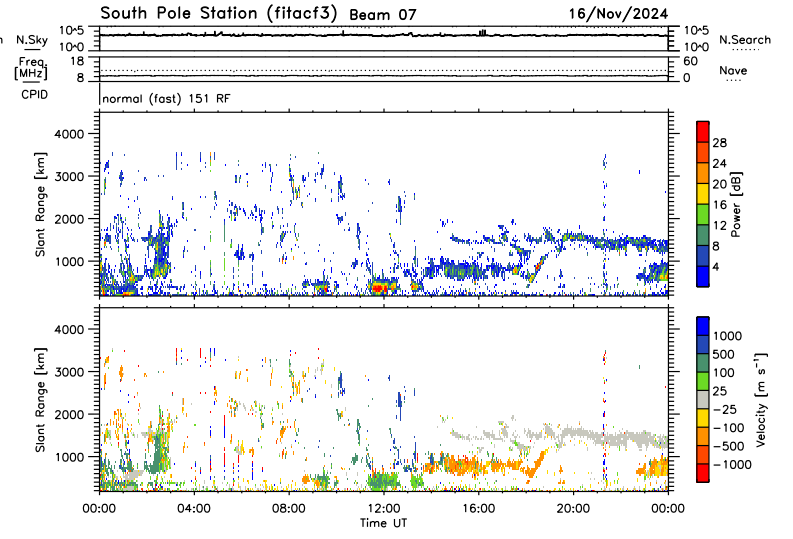 South Pole Station (fitacf3) Beam 07 16/Nov/2024
N.Sky 10^5 10^0 10^5 10^0 N.Search
Freq. [MHz] 18 8 60 0 Nave
CPID normal (fast) 151 RF
Slant Range [km] 4000 3000 2000 1000
28 24 20 16 12 8 4 Power [dB]
Slant Range [km] 4000 3000 2000 1000
1000 500 100 25 -25 -100 -500 -1000 Velocity [m s⁻¹]
00:00 04:00 08:00 12:00 16:00 20:00 00:00
Time UT